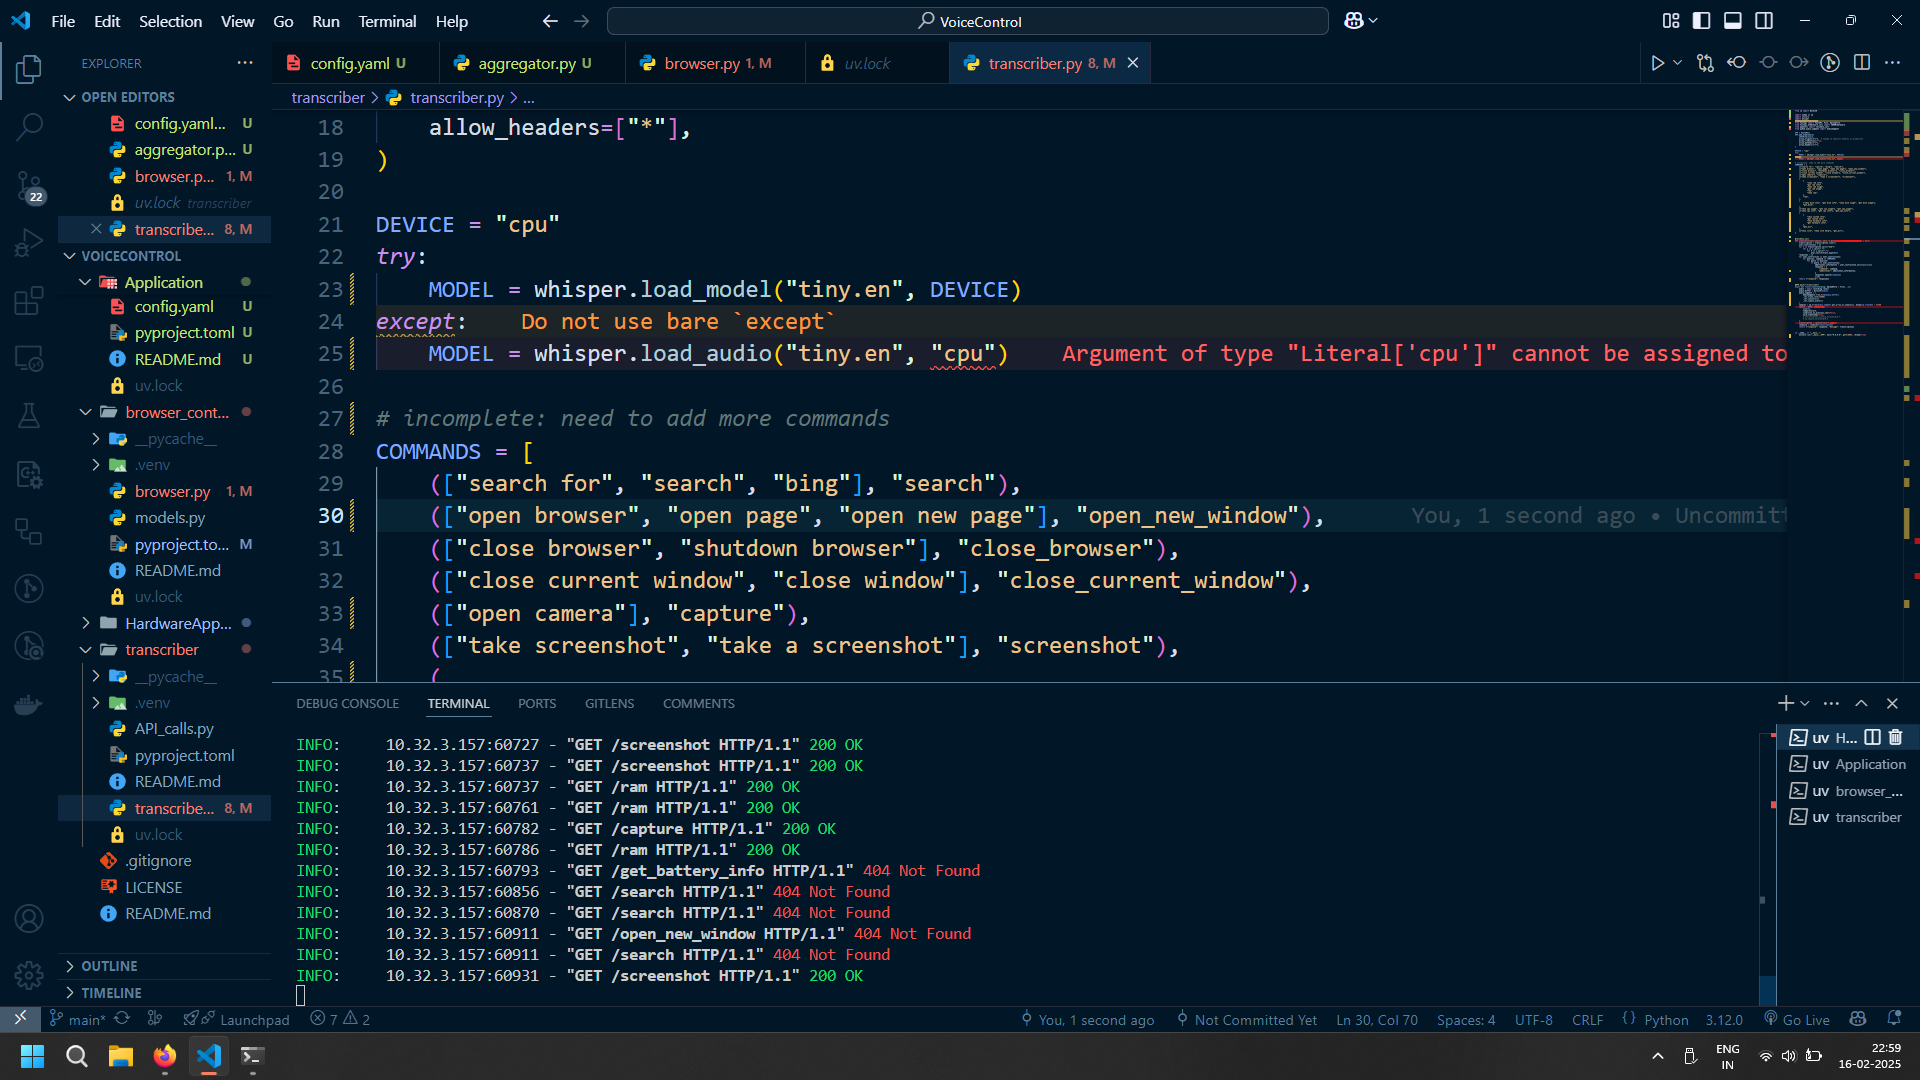 File Edit Selection View Go Run Terminal Help
VoiceControl
EXPLORER
OPEN EDITORS
config.yaml... U
aggregator.p... U
browser.p... 1, M
uv.lock transcriber
transcribe... 8, M
VOICECONTROL
Application
config.yaml U
pyproject.toml U
README.md U
uv.lock
browser_cont...
__pycache__
.venv
browser.py 1, M
models.py
pyproject.to... M
README.md
uv.lock
HardwareApp...
transcriber
__pycache__
.venv
API_calls.py
pyproject.toml
README.md
transcribe... 8, M
uv.lock
.gitignore
LICENSE
README.md
OUTLINE
TIMELINE
22
config.yaml U aggregator.py U browser.py 1, M uv.lock transcriber.py 8, M
transcriber > transcriber.py > ...
18 allow_headers=["*"],
19 )
20
21 DEVICE = "cpu"
22 try:
23 MODEL = whisper.load_model("tiny.en", DEVICE)
24 except: Do not use bare `except`
25 MODEL = whisper.load_audio("tiny.en", "cpu") Argument of type "Literal['cpu']" cannot be assigned to
26
27 # incomplete: need to add more commands
28 COMMANDS = [
29 (["search for", "search", "bing"], "search"),
30 (["open browser", "open page", "open new page"], "open_new_window"), You, 1 second ago • Uncommitt
31 (["close browser", "shutdown browser"], "close_browser"),
32 (["close current window", "close window"], "close_current_window"),
33 (["open camera"], "capture"),
34 (["take screenshot", "take a screenshot"], "screenshot"),
35 (
DEBUG CONSOLE TERMINAL PORTS GITLENS COMMENTS
INFO: 10.32.3.157:60727 - "GET /screenshot HTTP/1.1" 200 OK
INFO: 10.32.3.157:60737 - "GET /screenshot HTTP/1.1" 200 OK
INFO: 10.32.3.157:60737 - "GET /ram HTTP/1.1" 200 OK
INFO: 10.32.3.157:60761 - "GET /ram HTTP/1.1" 200 OK
INFO: 10.32.3.157:60782 - "GET /capture HTTP/1.1" 200 OK
INFO: 10.32.3.157:60786 - "GET /ram HTTP/1.1" 200 OK
INFO: 10.32.3.157:60793 - "GET /get_battery_info HTTP/1.1" 404 Not Found
INFO: 10.32.3.157:60856 - "GET /search HTTP/1.1" 404 Not Found
INFO: 10.32.3.157:60870 - "GET /search HTTP/1.1" 404 Not Found
INFO: 10.32.3.157:60911 - "GET /open_new_window HTTP/1.1" 404 Not Found
INFO: 10.32.3.157:60911 - "GET /search HTTP/1.1" 404 Not Found
INFO: 10.32.3.157:60931 - "GET /screenshot HTTP/1.1" 200 OK
uv H...
uv Application
uv browser_...
uv transcriber
main* Launchpad 7 2 You, 1 second ago Not Committed Yet Ln 30, Col 70 Spaces: 4 UTF-8 CRLF {} Python 3.12.0 Go Live
ENG
IN
22:59
16-02-2025